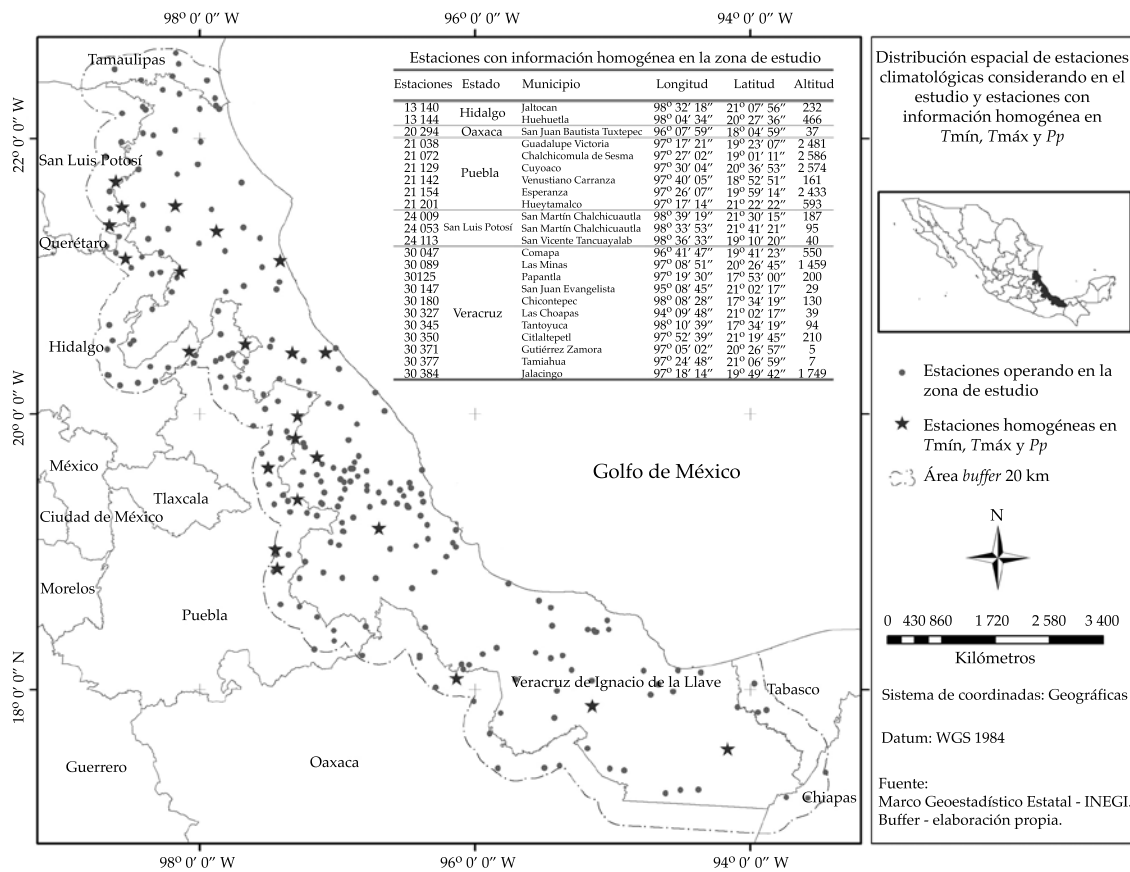 98º 0' 0'' W 96º 0' 0'' W 94º 0' 0'' W
22º 0' 0'' W
20º 0' 0'' W
18º 0' 0'' N
Tamaulipas
San Luis Potosí
Querétaro
Hidalgo
México
Tlaxcala
Ciudad de México
Morelos
Puebla
Guerrero
Oaxaca
Veracruz de Ignacio de la Llave
Tabasco
Chiapas
Golfo de México
Estaciones con información homogénea en la zona de estudio
Estaciones Estado Municipio Longitud Latitud Altitud
13 140 Hidalgo Jaltocan 98º 32' 18'' 21º 07' 56'' 232
13 144 Huehuetla 98º 04' 34'' 20º 27' 36'' 466
20 294 Oaxaca San Juan Bautista Tuxtepec 96º 07' 59'' 18º 04' 59'' 37
21 038 Guadalupe Victoria 97º 17' 21'' 19º 23' 07'' 2 481
21 072 Chalchicomula de Sesma 97º 27' 02'' 19º 01' 11'' 2 586
21 129 Puebla Cuyoaco 97º 30' 04'' 20º 36' 53'' 2 574
21 142 Venustiano Carranza 97º 40' 05'' 18º 52' 51'' 161
21 154 Esperanza 97º 26' 07'' 19º 59' 14'' 2 433
21 201 Hueytamalco 97º 17' 14'' 21º 22' 22'' 593
24 009 San Martín Chalchicuautla 98º 39' 19'' 21º 30' 15'' 187
24 053 San Luis Potosí San Martín Chalchicuautla 98º 33' 53'' 21º 41' 21'' 95
24 113 San Vicente Tancuayalab 98º 36' 33'' 19º 10' 20'' 40
30 047 Comapa 96º 41' 47'' 19º 41' 23'' 550
30 089 Las Minas 97º 08' 51'' 20º 26' 45'' 1 459
30125 Papantla 97º 19' 30'' 17º 53' 00'' 200
30 147 San Juan Evangelista 95º 08' 45'' 21º 02' 17'' 29
30 180 Chicontepec 98º 08' 28'' 17º 34' 19'' 130
30 327 Veracruz Las Choapas 94º 09' 48'' 21º 02' 17'' 39
30 345 Tantoyuca 98º 10' 39'' 17º 34' 19'' 94
30 350 Citlaltepetl 97º 52' 39'' 21º 19' 45'' 210
30 371 Gutiérrez Zamora 97º 05' 02'' 20º 26' 57'' 5
30 377 Tamiahua 97º 24' 48'' 21º 06' 59'' 7
30 384 Jalacingo 97º 18' 14'' 19º 49' 42'' 1 749
98º 0' 0'' W 96º 0' 0'' W 94º 0' 0'' W
Distribución espacial de estaciones
climatológicas considerando en el
estudio y estaciones con
información homogénea en
Tmín, Tmáx y Pp
Estaciones operando en la
zona de estudio
Estaciones homogéneas en
Tmín, Tmáx y Pp
Área buffer 20 km
N
0 430 860 1 720 2 580 3 400
Kilómetros
Sistema de coordinadas: Geográficas
Datum: WGS 1984
Fuente:
Marco Geoestadístico Estatal - INEGI.
Buffer - elaboración propia.